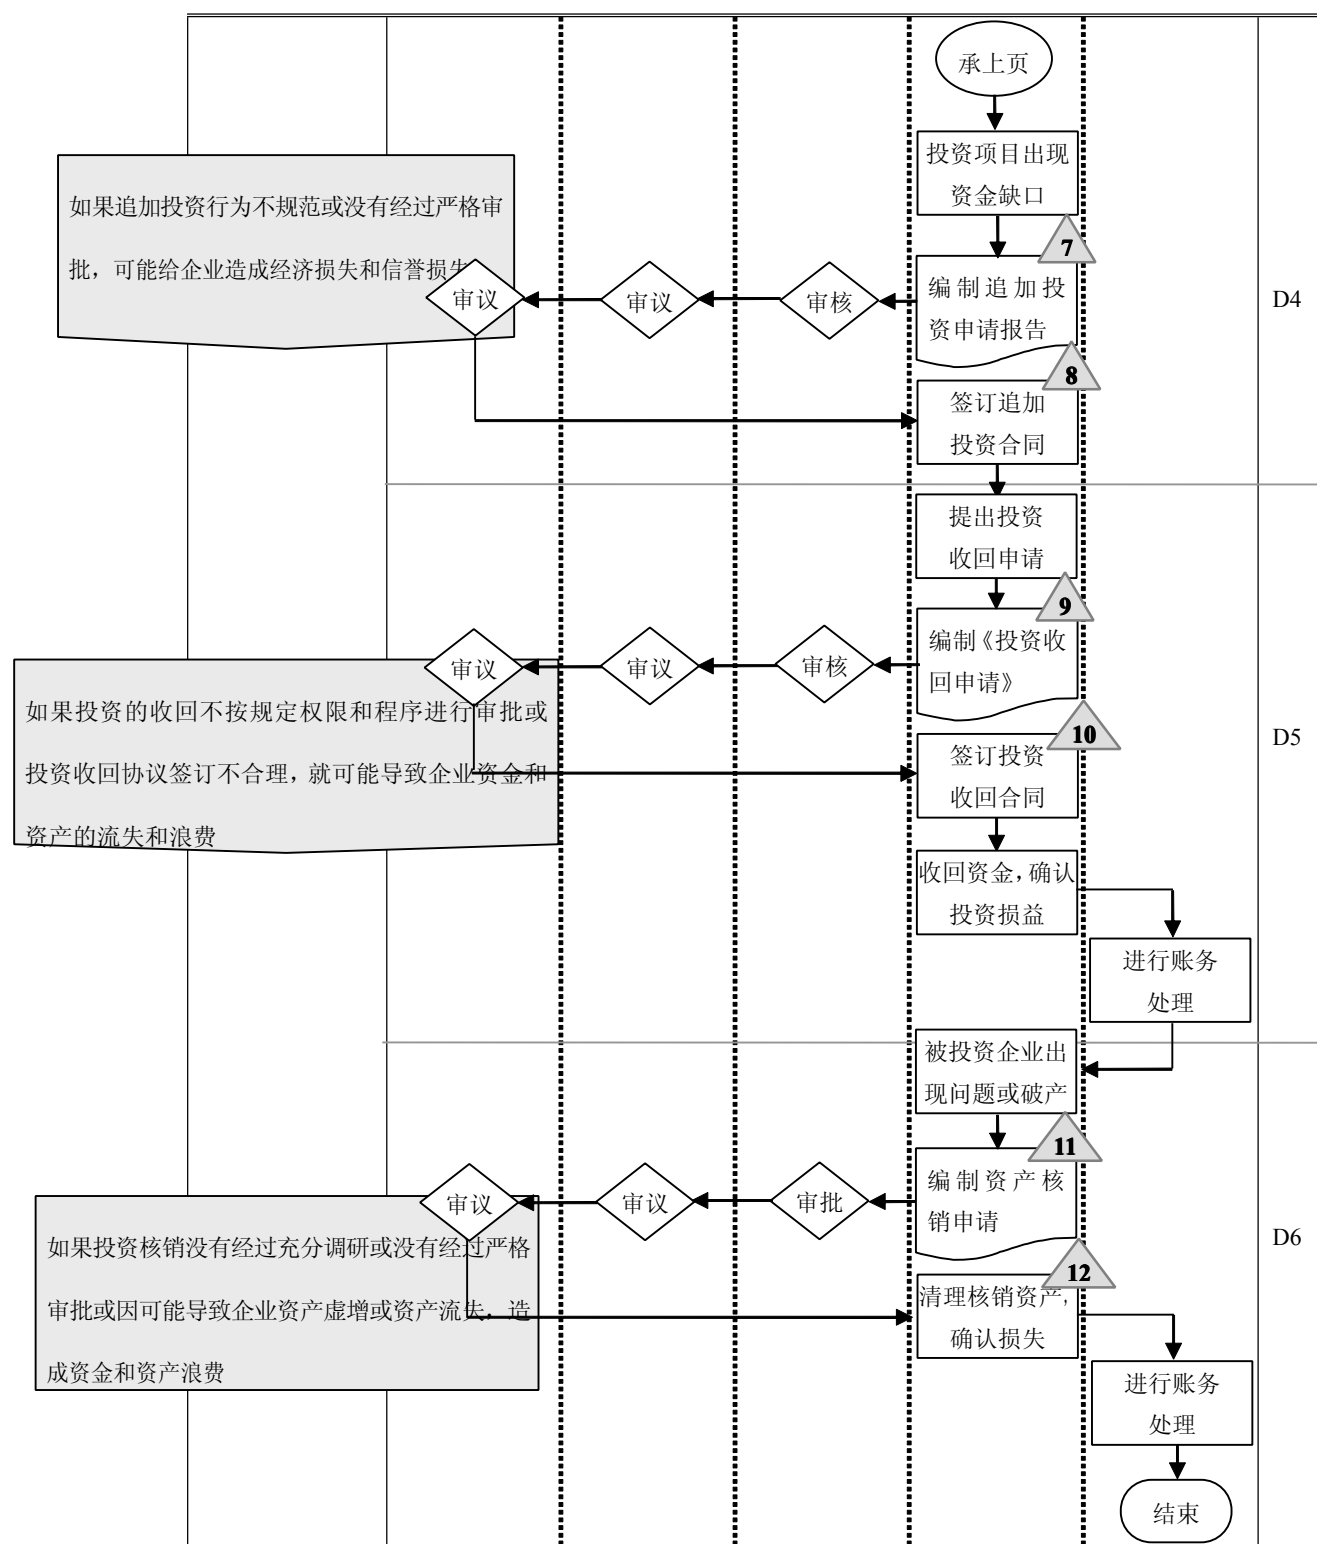 承上页
投资项目出现
资金缺口
如果追加投资行为不规范或没有经过严格审
批，可能给企业造成经济损失和信誉损失
7
编制追加投
资申请报告
审核
审议
审议
D4
8
签订追加
投资合同
提出投资
收回申请
9
编制《投资收
回申请》
审核
审议
审议
如果投资的收回不按规定权限和程序进行审批或
投资收回协议签订不合理，就可能导致企业资金和
资产的流失和浪费
10
签订投资
收回合同
D5
收回资金，确认
投资损益
进行账务
处理
被投资企业出
现问题或破产
11
编制资产核
销申请
审批
审议
审议
如果投资核销没有经过充分调研或没有经过严格
审批或因可能导致企业资产虚增或资产流失，造
成资金和资产浪费
D6
12
清理核销资产，
确认损失
进行账务
处理
结束